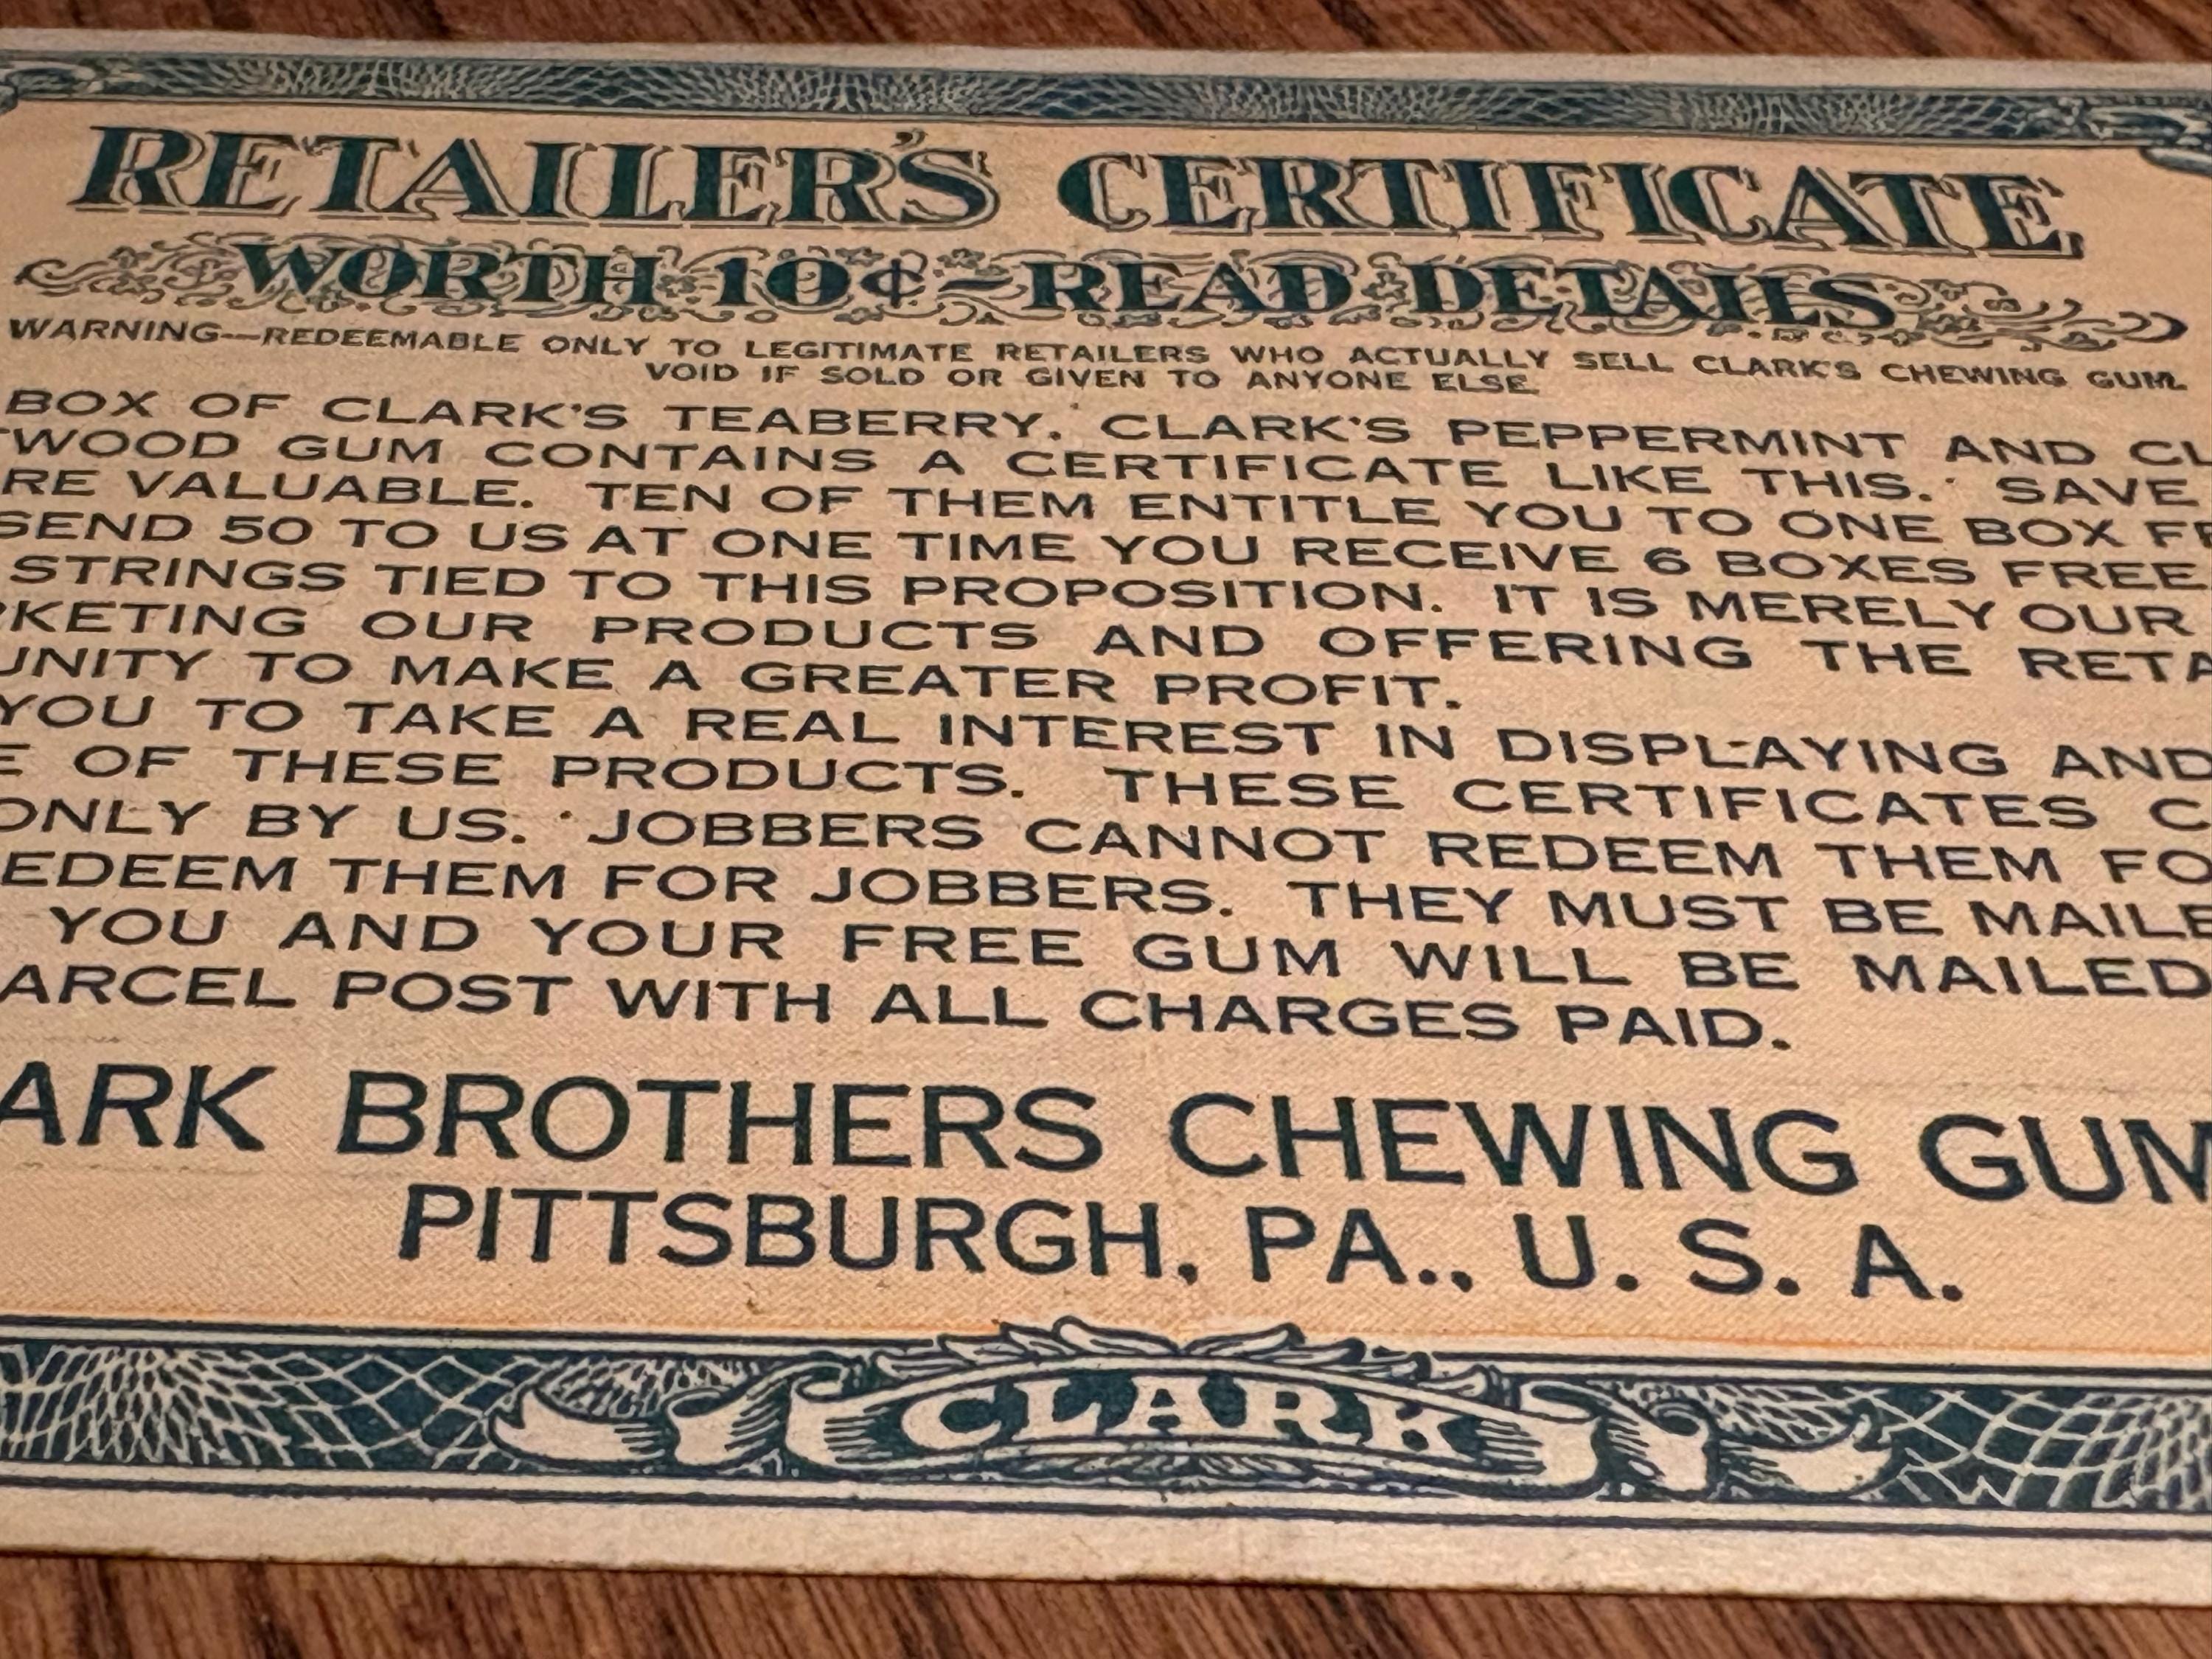 RETAILER'S CERTIFICATE
WORTH 10¢ - READ DETAILS
WARNING—REDEEMABLE ONLY TO LEGITIMATE RETAILERS WHO ACTUALLY SELL CLARK'S CHEWING GUM.
VOID IF SOLD OR GIVEN TO ANYONE ELSE
BOX OF CLARK'S TEABERRY, CLARK'S PEPPERMINT AND CL
TWOOD GUM CONTAINS A CERTIFICATE LIKE THIS. SAVE
RE VALUABLE. TEN OF THEM ENTITLE YOU TO ONE BOX FR
SEND 50 TO US AT ONE TIME YOU RECEIVE 6 BOXES FREE
STRINGS TIED TO THIS PROPOSITION. IT IS MERELY OUR
RKETING OUR PRODUCTS AND OFFERING THE RETA
UNITY TO MAKE A GREATER PROFIT.
YOU TO TAKE A REAL INTEREST IN DISPLAYING AND
E OF THESE PRODUCTS. THESE CERTIFICATES C
ONLY BY US. JOBBERS CANNOT REDEEM THEM FO
EDEEM THEM FOR JOBBERS. THEY MUST BE MAILE
YOU AND YOUR FREE GUM WILL BE MAILED
ARCEL POST WITH ALL CHARGES PAID.
ARK BROTHERS CHEWING GUM
PITTSBURGH, PA., U. S. A.
CLARK